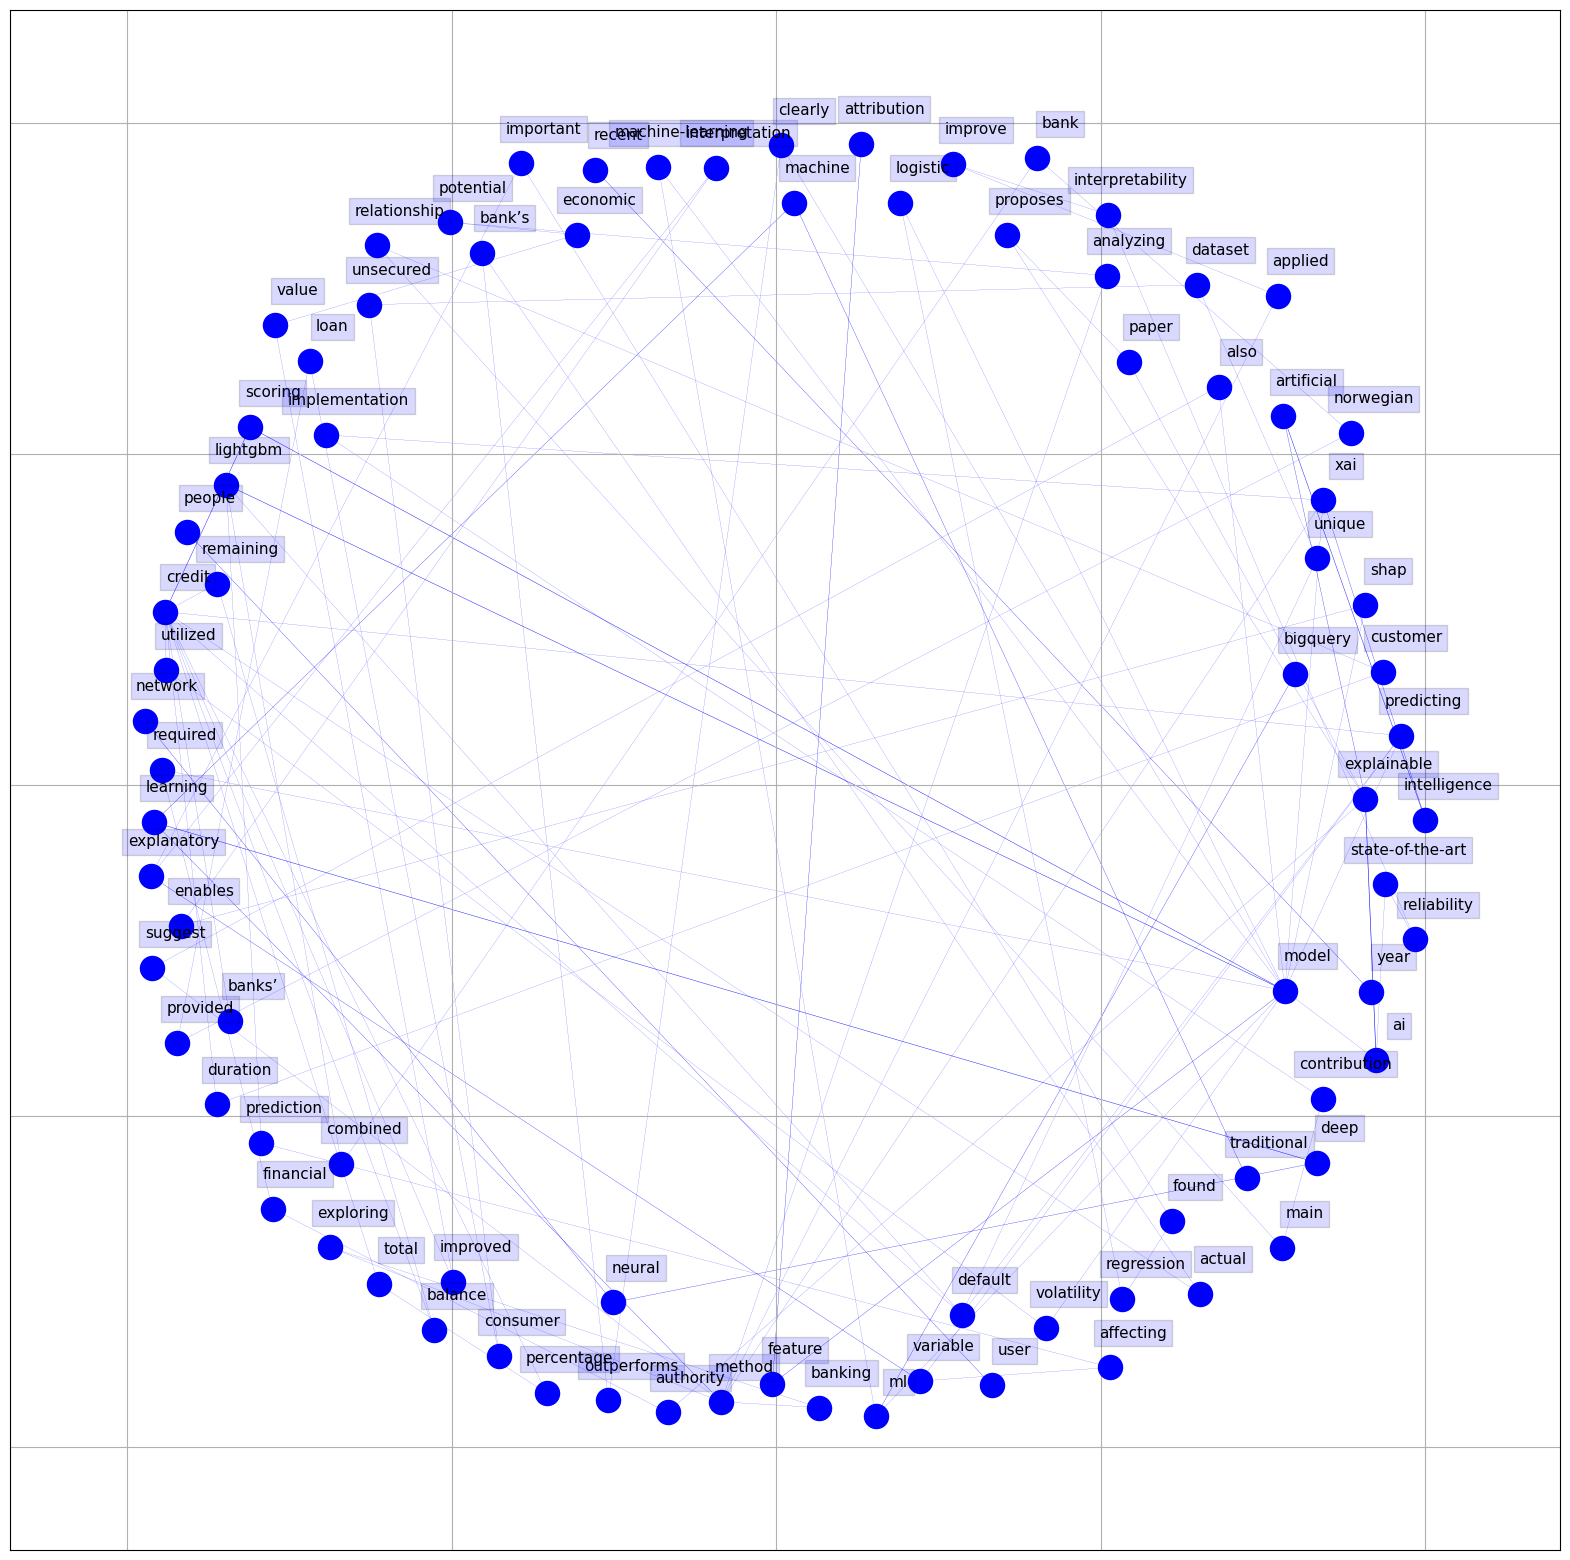 clearly
attribution
important
recent
machine-learning
interpretation
improve
bank
machine
logistic
interpretability
potential
economic
proposes
relationship
bank’s
analyzing
dataset
unsecured
applied
value
loan
paper
also
scoring
implementation
artificial
norwegian
lightgbm
xai
people
unique
remaining
credit
shap
utilized
bigquery
customer
network
predicting
required
explainable
learning
intelligence
explanatory
state-of-the-art
enables
reliability
suggest
model
year
banks’
provided
ai
duration
contribution
prediction
combined
deep
traditional
financial
found
exploring
main
total
improved
neural
regression
actual
default
balance
volatility
consumer
affecting
percentage
outperforms
method
feature
variable
user
authority
banking
ml